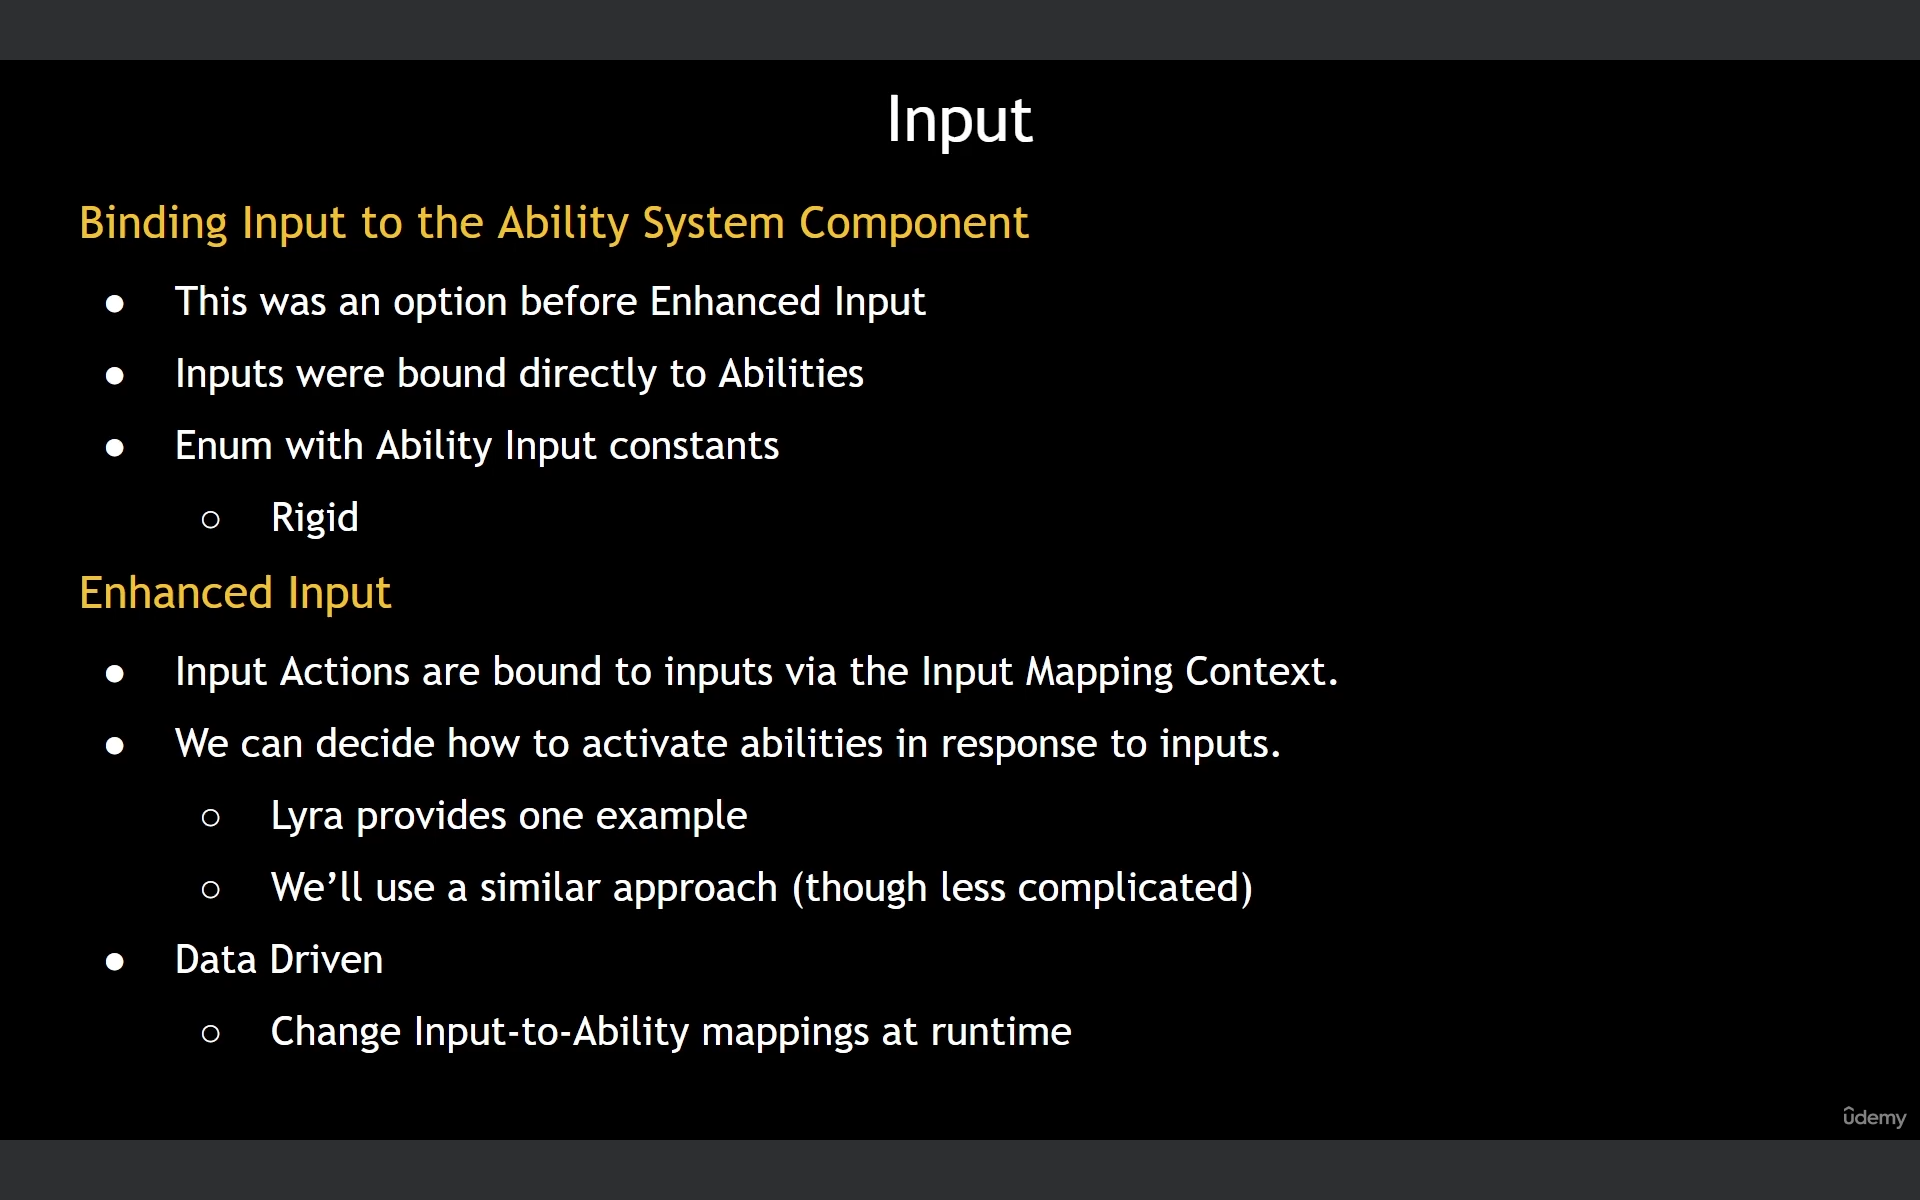 Input
Binding Input to the Ability System Component
● This was an option before Enhanced Input
● Inputs were bound directly to Abilities
● Enum with Ability Input constants
○ Rigid
Enhanced Input
● Input Actions are bound to inputs via the Input Mapping Context.
● We can decide how to activate abilities in response to inputs.
○ Lyra provides one example
○ We’ll use a similar approach (though less complicated)
● Data Driven
○ Change Input-to-Ability mappings at runtime
ûdemy